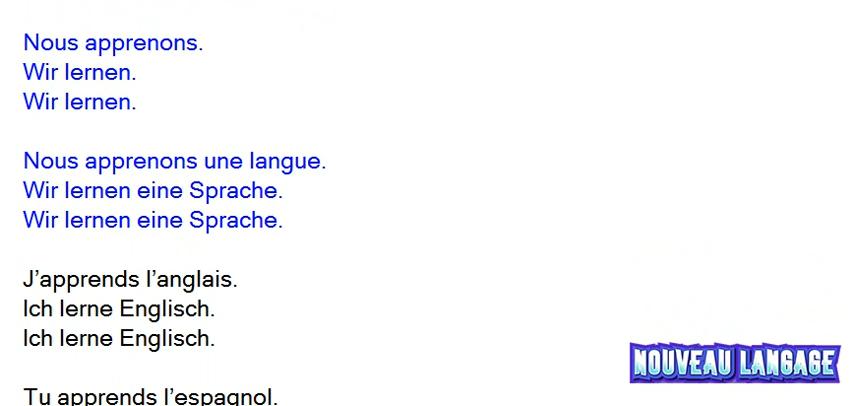 Nous apprenons.
Wir lernen.
Wir lernen.
Nous apprenons une langue.
Wir lernen eine Sprache.
Wir lernen eine Sprache.
J’apprends l’anglais.
Ich lerne Englisch.
Ich lerne Englisch.
NOUVEAU LANGAGE
Tu apprends l’espagnol.